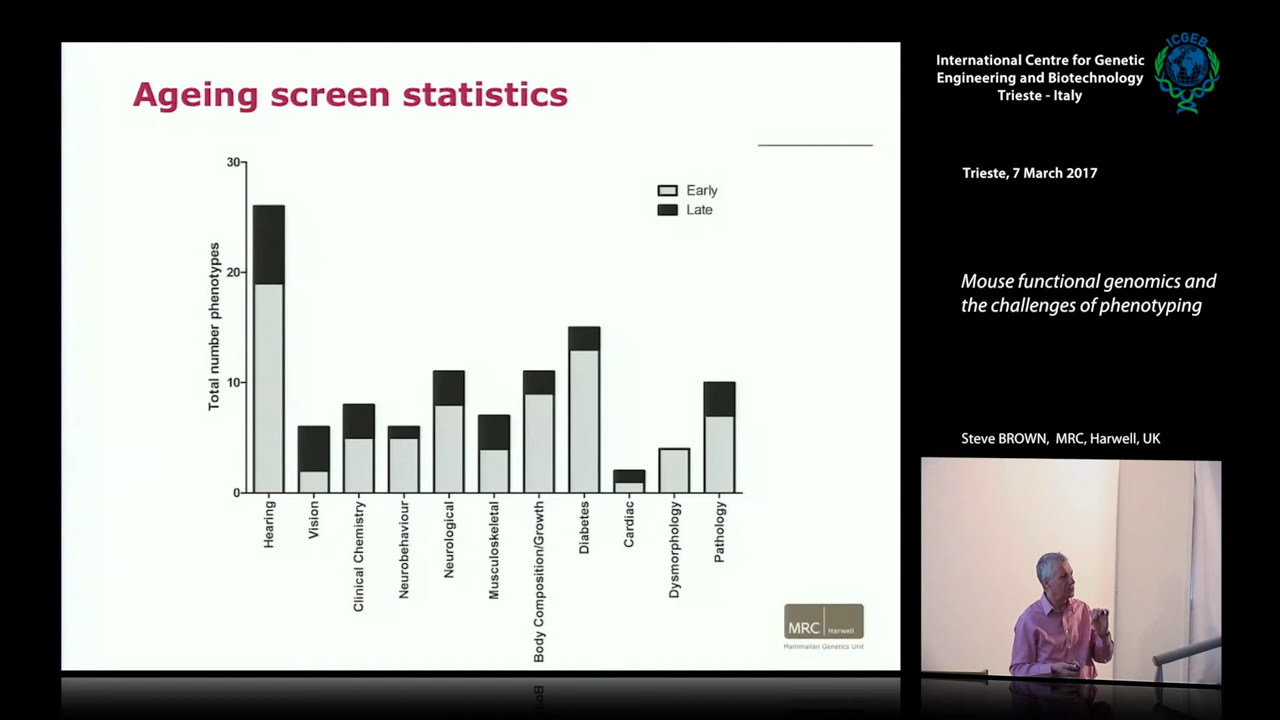 Ageing screen statistics
30
20
10
0
Total number phenotypes
Early
Late
Hearing
Vision
Clinical Chemistry
Neurobehaviour
Neurological
Musculoskeletal
Body Composition/Growth
Diabetes
Cardiac
Dysmorphology
Pathology
MRC Harwell
Mammalian Genetics Unit
ICGEB
International Centre for Genetic
Engineering and Biotechnology
Trieste - Italy
Trieste, 7 March 2017
Mouse functional genomics and
the challenges of phenotyping
Steve BROWN, MRC, Harwell, UK